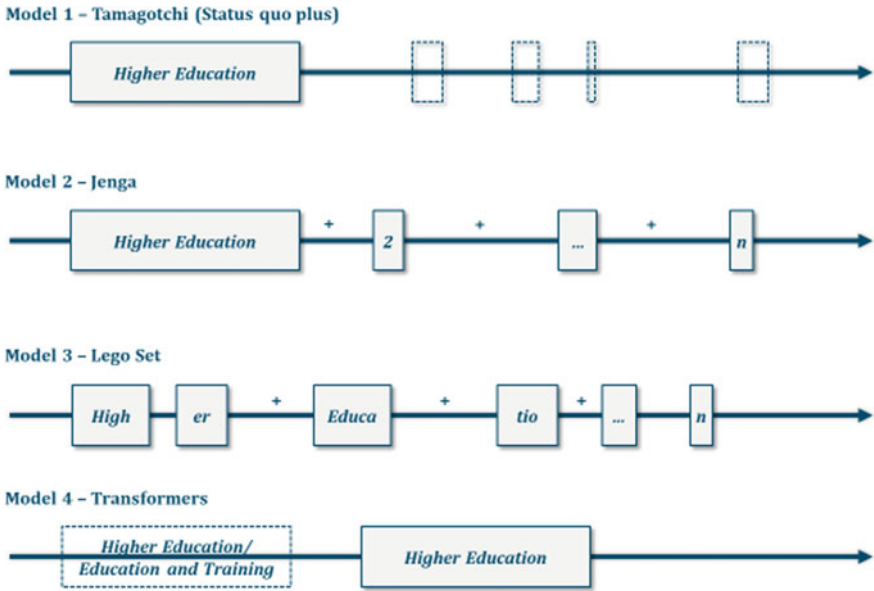 Model 1 – Tamagotchi (Status quo plus)
Higher Education
Model 2 – Jenga
Higher Education + 2 + ... + n
Model 3 – Lego Set
High er + Educa + tio + ... n
Model 4 – Transformers
Higher Education/
Education and Training
Higher Education